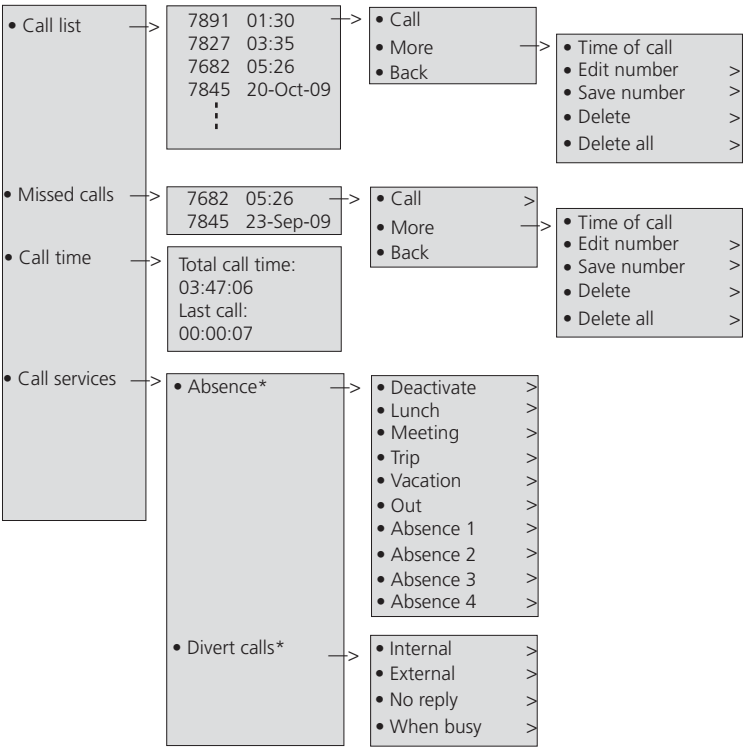 • Call list
7891 01:30
7827 03:35
7682 05:26
7845 20-Oct-09
• Call
• More
• Back
• Time of call
• Edit number >
• Save number >
• Delete >
• Delete all >
• Missed calls
7682 05:26
7845 23-Sep-09
• Call >
• More
• Back
• Time of call
• Edit number >
• Save number >
• Delete >
• Delete all >
• Call time
Total call time:
03:47:06
Last call:
00:00:07
• Call services
• Absence*
• Deactivate >
• Lunch >
• Meeting >
• Trip >
• Vacation >
• Out >
• Absence 1 >
• Absence 2 >
• Absence 3 >
• Absence 4 >
• Divert calls*
• Internal >
• External >
• No reply >
• When busy >